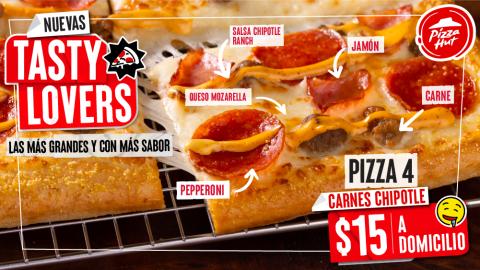 NUEVAS
TASTY
LOVERS
LAS MÁS GRANDES Y CON MÁS SABOR
SALSA CHIPOTLE
RANCH
JAMÓN
QUESO MOZARELLA
CARNE
PEPPERONI
Pizza
Hut
PIZZA 4
CARNES CHIPOTLE
$15
A
DOMICILIO